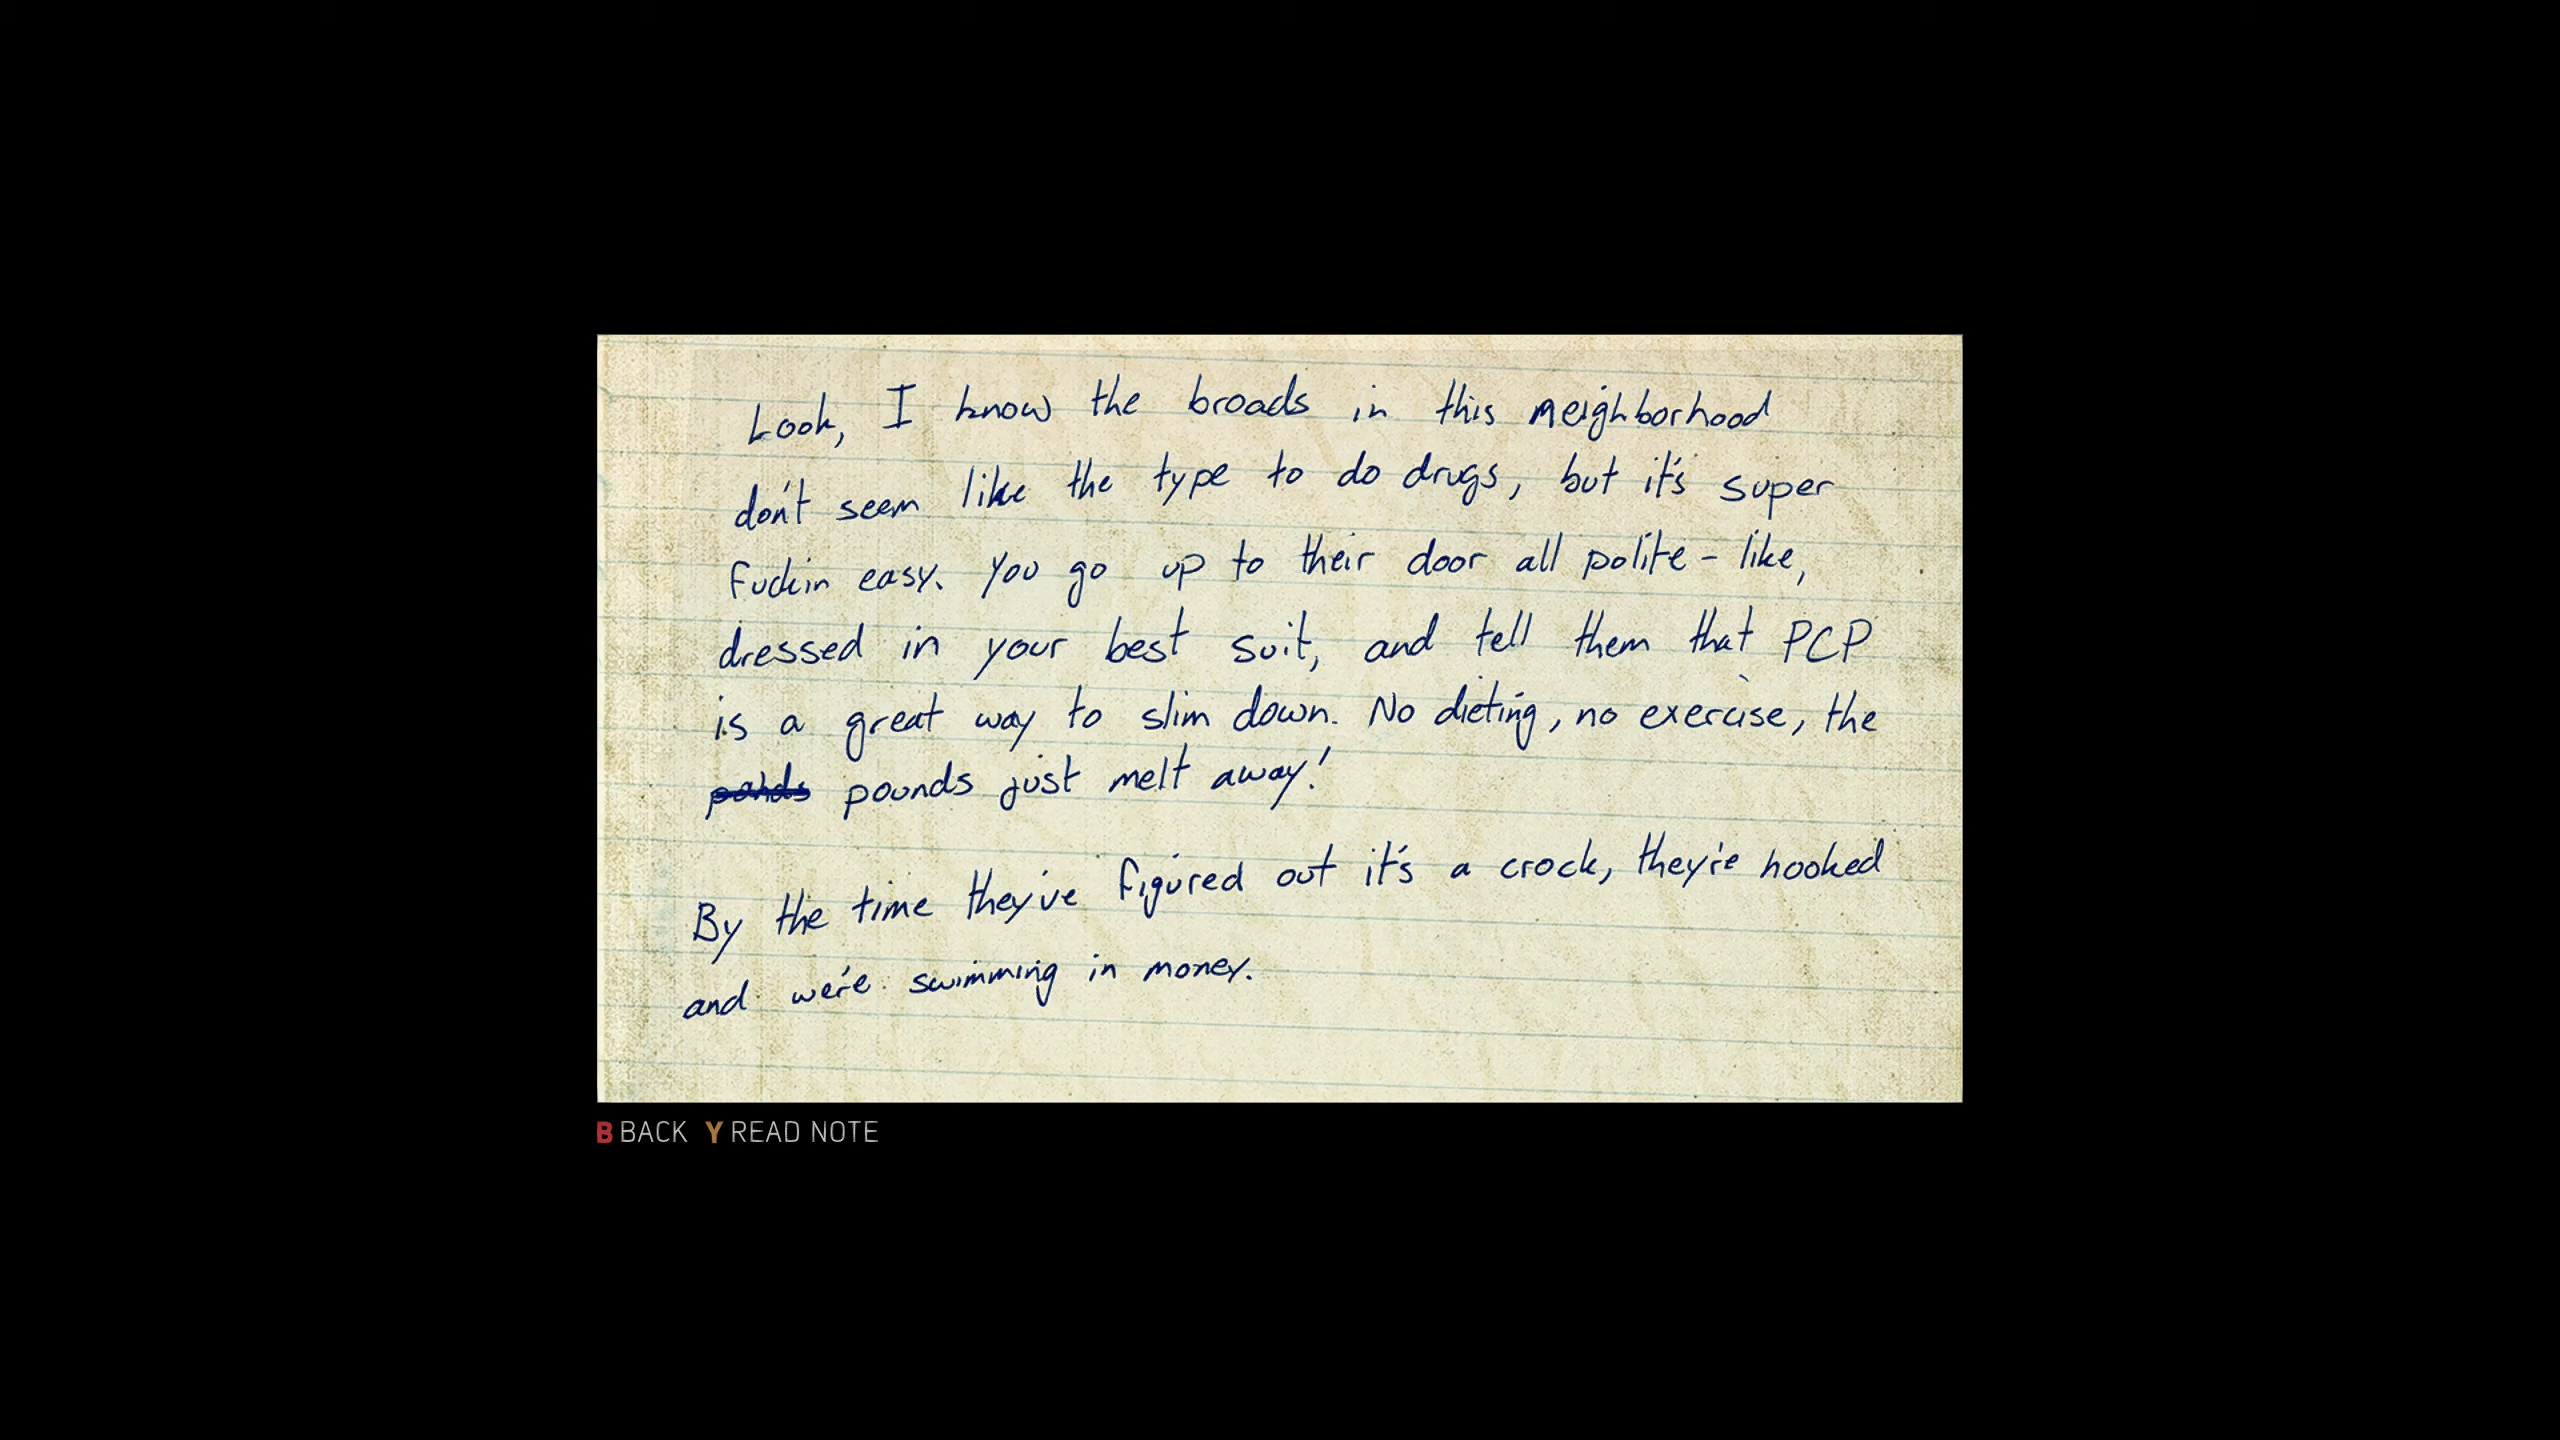 Look, I know the broads in this neighborhood
don't seem like the type to do drugs, but it's super
fuckin easy. You go up to their door all polite-like,
dressed in your best suit, and tell them that PCP
is a great way to slim down. No dieting, no exercise, the
pounds just melt away!
By the time they've figured out it's a crock, they're hooked
and we're swimming in money.
B BACK Y READ NOTE